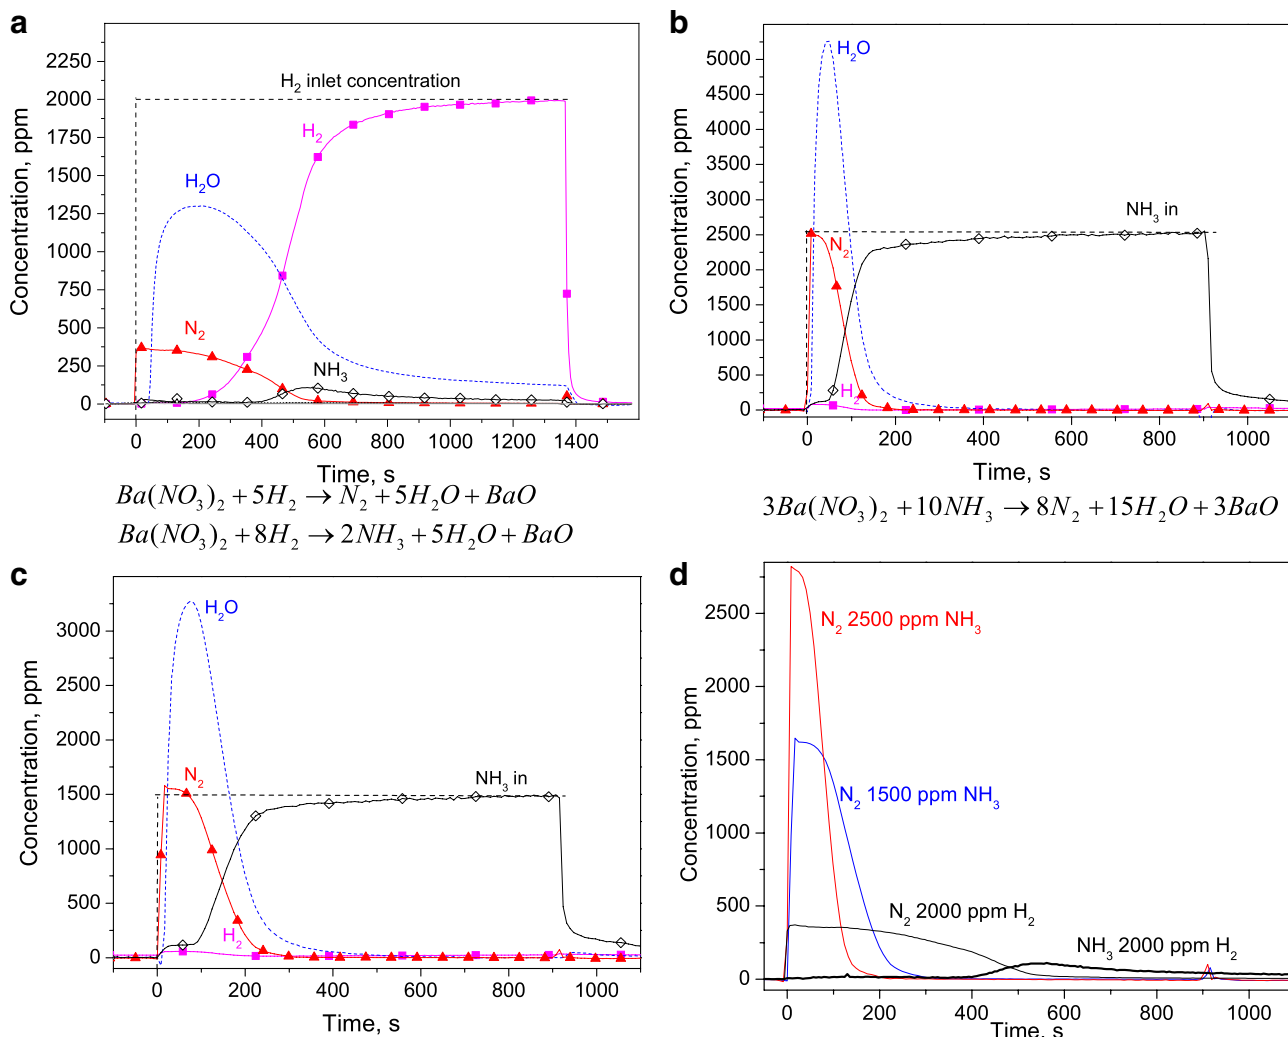 a
2250
2000
1750
1500
1250
1000
750
500
250
0
Concentration, ppm
H2 inlet concentration
H2
H2O
N2
NH3
0 200 400 600 800 1000 1200 1400
Time, s
Ba(NO3)2 + 5H2 → N2 + 5H2O + BaO
Ba(NO3)2 + 8H2 → 2NH3 + 5H2O + BaO
b
5000
4500
4000
3500
3000
2500
2000
1500
1000
500
0
Concentration, ppm
H2O
NH3 in
N2
H2
0 200 400 600 800 1000
Time, s
3Ba(NO3)2 + 10NH3 → 8N2 + 15H2O + 3BaO
c
3000
2500
2000
1500
1000
500
0
Concentration, ppm
H2O
N2
NH3 in
H2
0 200 400 600 800 1000
Time, s
d
2500
2000
1500
1000
500
0
Concentration, ppm
N2 2500 ppm NH3
N2 1500 ppm NH3
N2 2000 ppm H2
NH3 2000 ppm H2
0 200 400 600 800 1000
Time, s